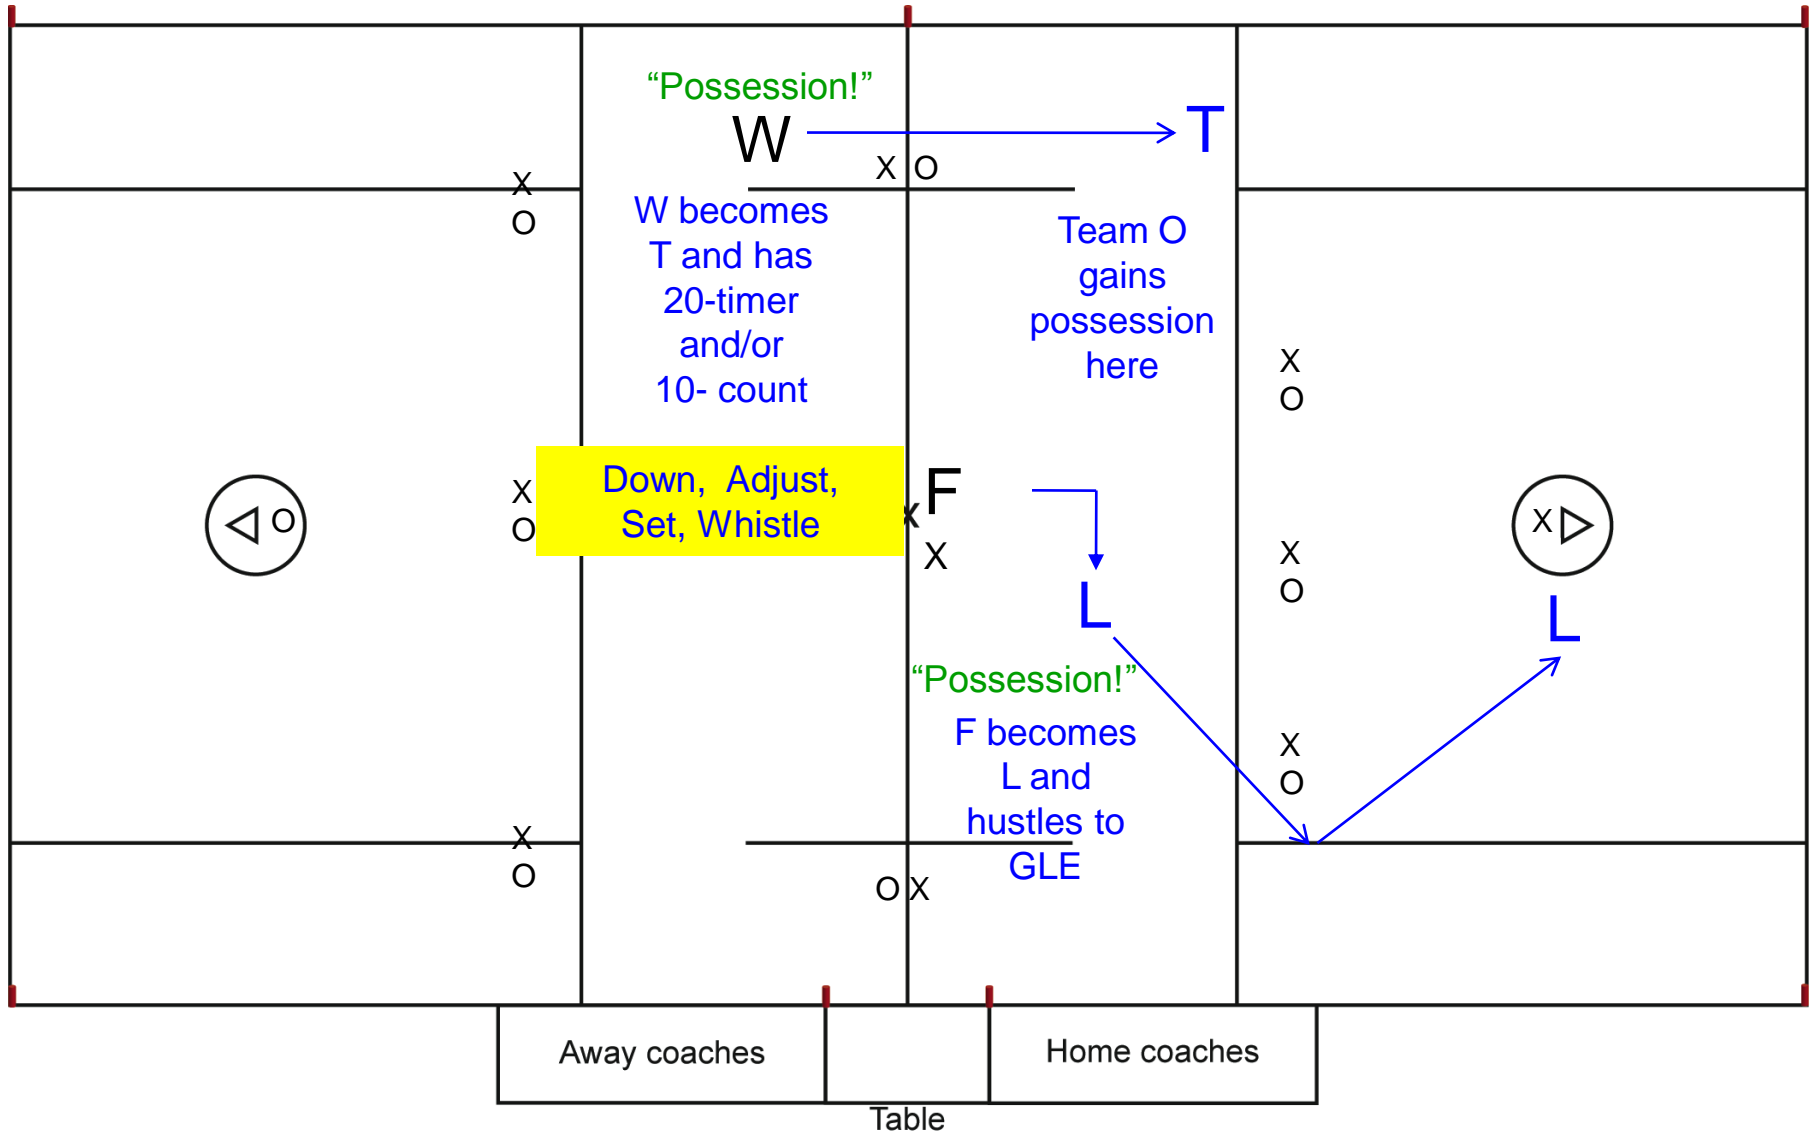 “Possession!”
W
T
X O
X
O
W becomes
T and has
20-timer
and/or
10- count
Team O
gains
possession
here
X
O
X
O
Down, Adjust,
Set, Whistle
F
x
X
O
X
X
O
L
L
“Possession!”
F becomes
L and
hustles to
GLE
X
O
X
O
O X
Away coaches
Home coaches
Table